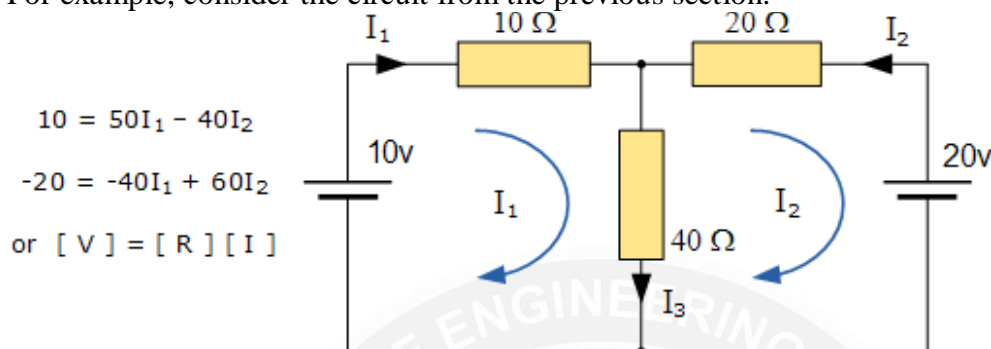 For example, consider the circuit from the previous section.
I₁ 10 Ω 20 Ω I₂
10 = 50I₁ – 40I₂
10v 20v
-20 = -40I₁ + 60I₂
I₁ I₂
or [ V ] = [ R ] [ I ]
40 Ω
I₃
ENGINEERING